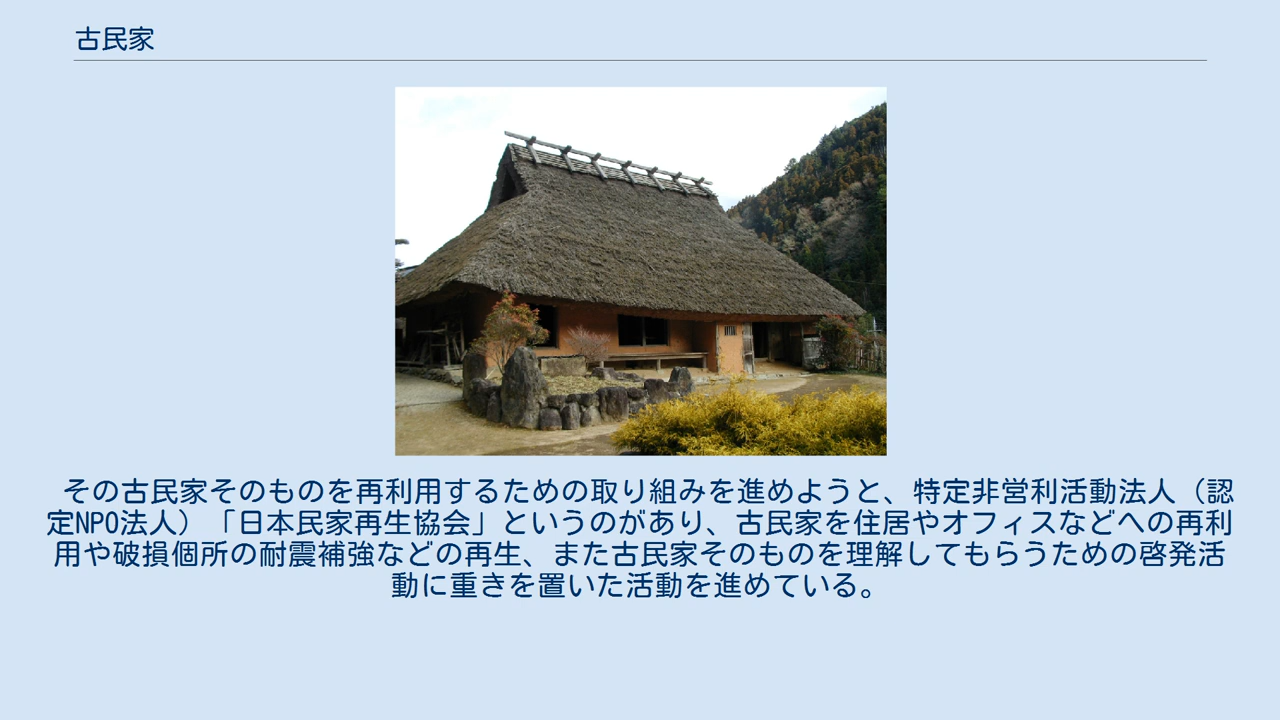 古民家
その古民家そのものを再利用するための取り組みを進めようと、特定非営利活動法人（認
定NPO法人）「日本民家再生協会」というのがあり、古民家を住居やオフィスなどへの再利
用や破損個所の耐震補強などの再生、また古民家そのものを理解してもらうための啓発活
動に重きを置いた活動を進めている。